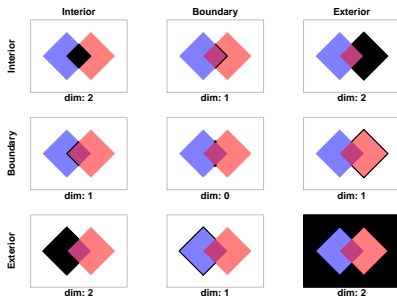 Interior Boundary Exterior
Interior
dim: 2 dim: 1 dim: 2
Boundary
dim: 1 dim: 0 dim: 1
Exterior
dim: 2 dim: 1 dim: 2